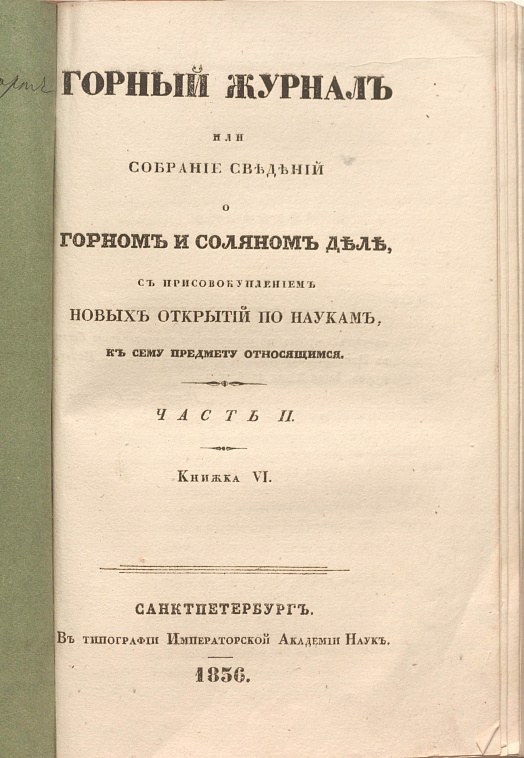 ГОРНЫЙ ЖУРНАЛЪ
ИЛИ
СОБРАНІЕ СВѢДѢНІЙ
О
ГОРНОМЪ И СОЛЯНОМЪ ДѢЛѢ,
СЪ ПРИСОВОКУПЛЕНІЕМЪ
НОВЫХЪ ОТКРЫТІЙ ПО НАУКАМЪ,
КЪ СЕМУ ПРЕДМЕТУ ОТНОСЯЩИМСЯ.
ЧАСТЬ II.
Книжка VI.
САНКТПЕТЕРБУРГЪ.
Въ типографіи Императорской Академіи Наукъ.
1836.